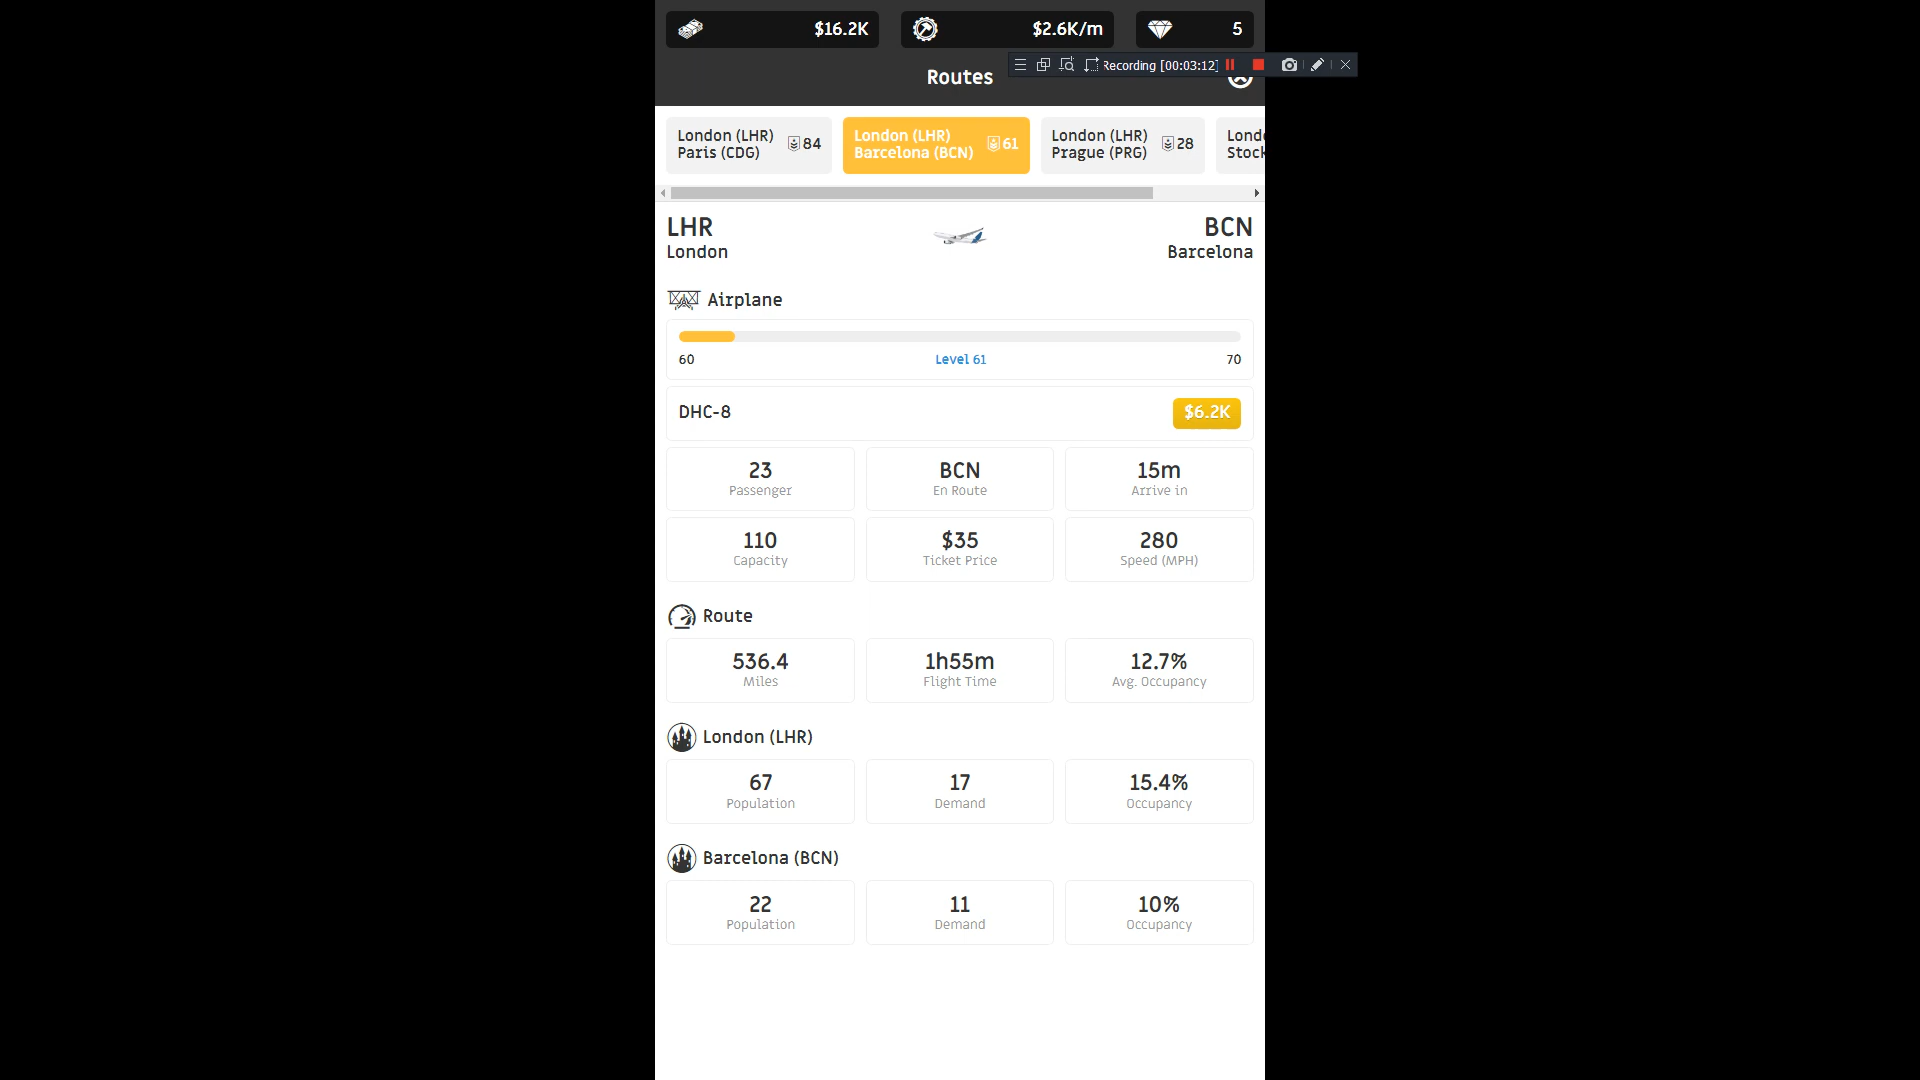 $16.2K
$2.6K/m
5
Recording [00:03:12]
Routes
London (LHR)
Paris (CDG)
84
London (LHR)
Barcelona (BCN)
61
London (LHR)
Prague (PRG)
28
Lond
Stock
LHR
London
BCN
Barcelona
Airplane
60
Level 61
70
DHC-8
$6.2K
23
Passenger
BCN
En Route
15m
Arrive in
110
Capacity
$35
Ticket Price
280
Speed (MPH)
Route
536.4
Miles
1h55m
Flight Time
12.7%
Avg. Occupancy
London (LHR)
67
Population
17
Demand
15.4%
Occupancy
Barcelona (BCN)
22
Population
11
Demand
10%
Occupancy